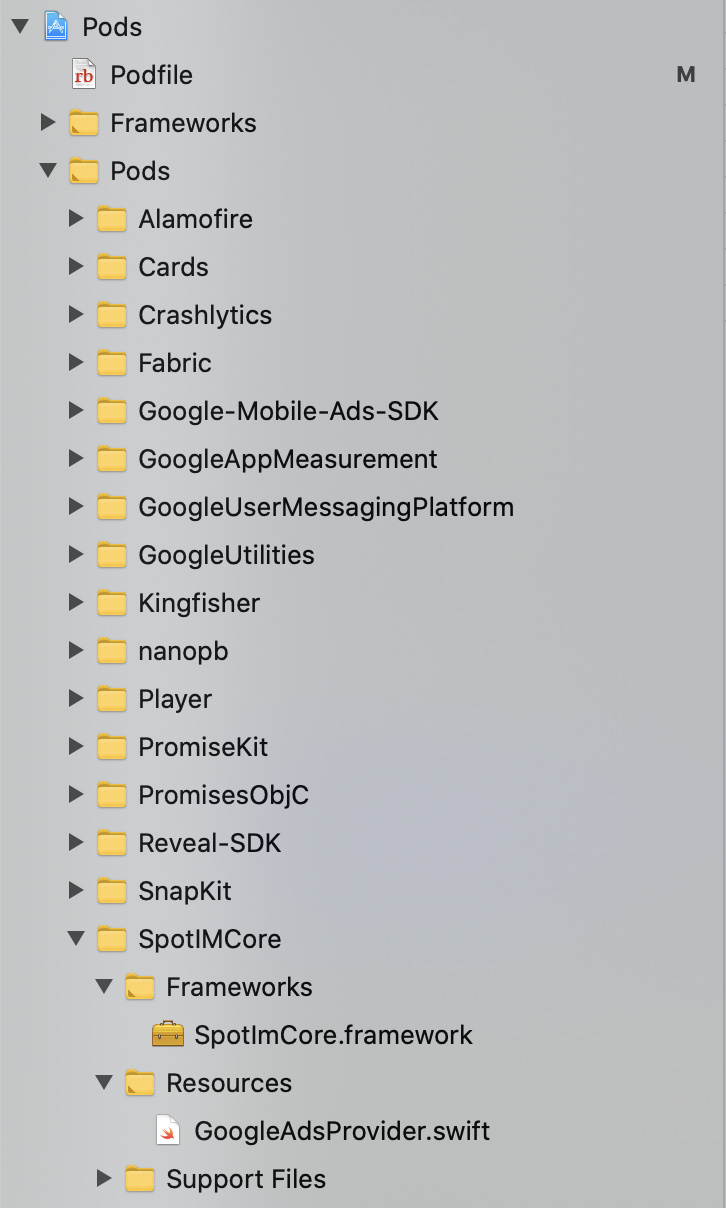 Pods
rb Podfile M
Frameworks
Pods
Alamofire
Cards
Crashlytics
Fabric
Google-Mobile-Ads-SDK
GoogleAppMeasurement
GoogleUserMessagingPlatform
GoogleUtilities
Kingfisher
nanopb
Player
PromiseKit
PromisesObjC
Reveal-SDK
SnapKit
SpotIMCore
Frameworks
SpotImCore.framework
Resources
GoogleAdsProvider.swift
Support Files